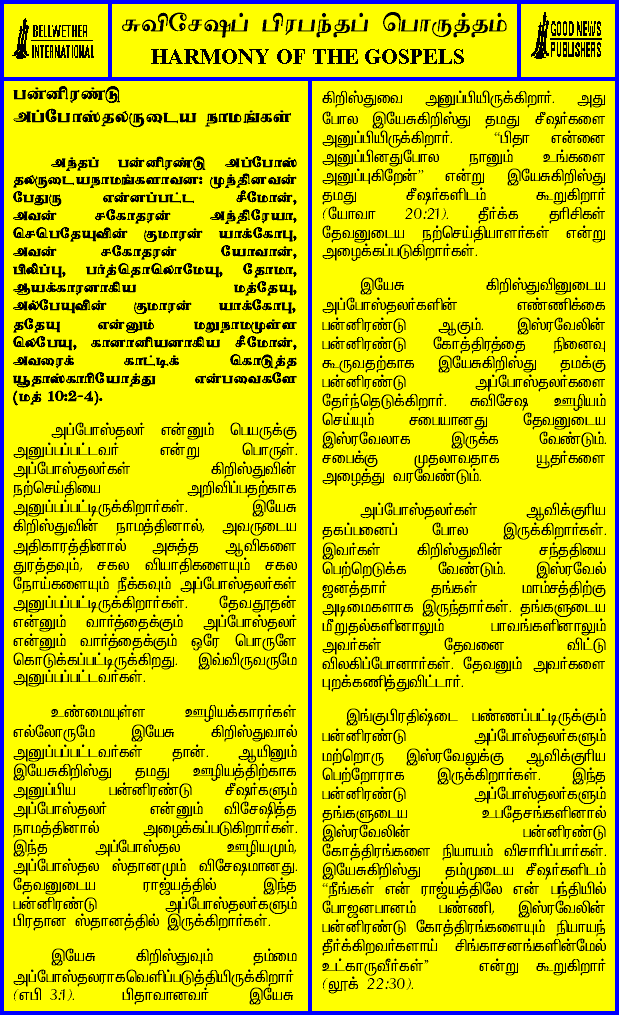 BELLWETHER
INTERNATIONAL
சுவிசேஷப் பிரபந்தப் பொருத்தம்
HARMONY OF THE GOSPELS
GOOD NEWS
PUBLISHERS
பன்னிரண்டு
அப்போஸ்தலருடைய நாமங்கள்
அந்தப் பன்னிரண்டு அப்போஸ்
தலருடையநாமங்களாவன: முந்தினவன்
பேதுரு என்னப்பட்ட சீமோன்,
அவன் சகோதரன் அந்திரேயா,
செபெதேயுவின் குமாரன் யாக்கோபு,
அவன் சகோதரன் யோவான்,
பிலிப்பு, பர்த்தொலொமேயு, தோமா,
ஆயக்காரனாகிய மத்தேயு,
அல்பேயுவின் குமாரன் யாக்கோபு,
ததேயு என்னும் மறுநாமமுள்ள
லெபேயு, கானானியனாகிய சீமோன்,
அவரைக் காட்டிக் கொடுத்த
யூதாஸ்காரியோத்து என்பவைகளே
(மத் 10:2-4).
அப்போஸ்தலர் என்னும் பெயருக்கு
அனுப்பப்பட்டவர் என்று பொருள்.
அப்போஸ்தலர்கள் கிறிஸ்துவின்
நற்செய்தியை அறிவிப்பதற்காக
அனுப்பப்பட்டிருக்கிறார்கள். இயேசு
கிறிஸ்துவின் நாமத்தினால், அவருடைய
அதிகாரத்தினால் அசுத்த ஆவிகளை
துரத்தவும், சகல வியாதிகளையும் சகல
நோய்களையும் நீக்கவும் அப்போஸ்தலர்கள்
அனுப்பப்பட்டிருக்கிறார்கள். தேவதூதன்
என்னும் வார்த்தைக்கும் அப்போஸ்தலர்
என்னும் வார்த்தைக்கும் ஒரே பொருளே
கொடுக்கப்பட்டிருக்கிறது. இவ்விருவருமே
அனுப்பப்பட்டவர்கள்.
உண்மையுள்ள ஊழியக்காரர்கள்
எல்லோருமே இயேசு கிறிஸ்துவால்
அனுப்பப்பட்டவர்கள் தான். ஆயினும்
இயேசுகிறிஸ்து தமது ஊழியத்திற்காக
அனுப்பிய பன்னிரண்டு சீஷர்களும்
அப்போஸ்தலர் என்னும் விசேஷித்த
நாமத்தினால் அழைக்கப்படுகிறார்கள்.
இந்த அப்போஸ்தல ஊழியமும்,
அப்போஸ்தல ஸ்தானமும் விசேஷமானது.
தேவனுடைய ராஜ்யத்தில் இந்த
பன்னிரண்டு அப்போஸ்தலர்களும்
பிரதான ஸ்தானத்தில் இருக்கிறார்கள்.
இயேசு கிறிஸ்துவும் தம்மை
அப்போஸ்தலராகவெளிப்படுத்தியிருக்கிறார்
(எபி 3:1). பிதாவானவர் இயேசு
கிறிஸ்துவை அனுப்பியிருக்கிறார். அது
போல இயேசுகிறிஸ்து தமது சீஷர்களை
அனுப்பியிருக்கிறார். "பிதா என்னை
அனுப்பினதுபோல நானும் உங்களை
அனுப்புகிறேன்" என்று இயேசுகிறிஸ்து
தமது சீஷர்களிடம் கூறுகிறார்
(யோவா 20:21). தீர்க்க தரிசிகள்
தேவனுடைய நற்செய்தியாளர்கள் என்று
அழைக்கப்படுகிறார்கள்.
இயேசு கிறிஸ்துவினுடைய
அப்போஸ்தலர்களின் எண்ணிக்கை
பன்னிரண்டு ஆகும். இஸ்ரவேலின்
பன்னிரண்டு கோத்திரத்தை நினைவு
கூருவதற்காக இயேசுகிறிஸ்து தமக்கு
பன்னிரண்டு அப்போஸ்தலர்களை
தேர்ந்தெடுக்கிறார். சுவிசேஷ ஊழியம்
செய்யும் சபையானது தேவனுடைய
இஸ்ரவேலாக இருக்க வேண்டும்.
சபைக்கு முதலாவதாக யூதர்களை
அழைத்து வரவேண்டும்.
அப்போஸ்தலர்கள் ஆவிக்குரிய
தகப்பனைப் போல இருக்கிறார்கள்.
இவர்கள் கிறிஸ்துவின் சந்ததியை
பெற்றெடுக்க வேண்டும். இஸ்ரவேல்
ஜனத்தார் தங்கள் மாம்சத்திற்கு
அடிமைகளாக இருந்தார்கள். தங்களுடைய
மீறுதல்களினாலும் பாவங்களினாலும்
அவர்கள் தேவனை விட்டு
விலகிப்போனார்கள். தேவனும் அவர்களை
புறக்கணித்துவிட்டார்.
இங்குபிரதிஷ்டை பண்ணப்பட்டிருக்கும்
பன்னிரண்டு அப்போஸ்தலர்களும்
மற்றொரு இஸ்ரவேலுக்கு ஆவிக்குரிய
பெற்றோராக இருக்கிறார்கள். இந்த
பன்னிரண்டு அப்போஸ்தலர்களும்
தங்களுடைய உபதேசங்களினால்
இஸ்ரவேலின் பன்னிரண்டு
கோத்திரங்களை நியாயம் விசாரிப்பார்கள்.
இயேசுகிறிஸ்து தம்முடைய சீஷர்களிடம்
"நீங்கள் என் ராஜ்யத்திலே என் பந்தியில்
போஜனபானம் பண்ணி, இஸ்ரவேலின்
பன்னிரண்டு கோத்திரங்களையும் நியாயந்
தீர்க்கிறவர்களாய் சிங்காசனங்களின்மேல்
உட்காருவீர்கள்" என்று கூறுகிறார்
(லூக் 22:30).